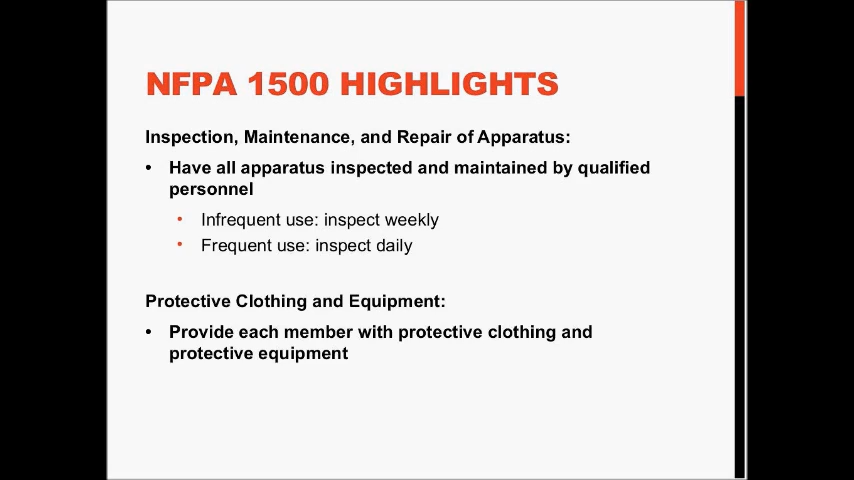 NFPA 1500 HIGHLIGHTS
Inspection, Maintenance, and Repair of Apparatus:
• Have all apparatus inspected and maintained by qualified
personnel
• Infrequent use: inspect weekly
• Frequent use: inspect daily
Protective Clothing and Equipment:
• Provide each member with protective clothing and
protective equipment